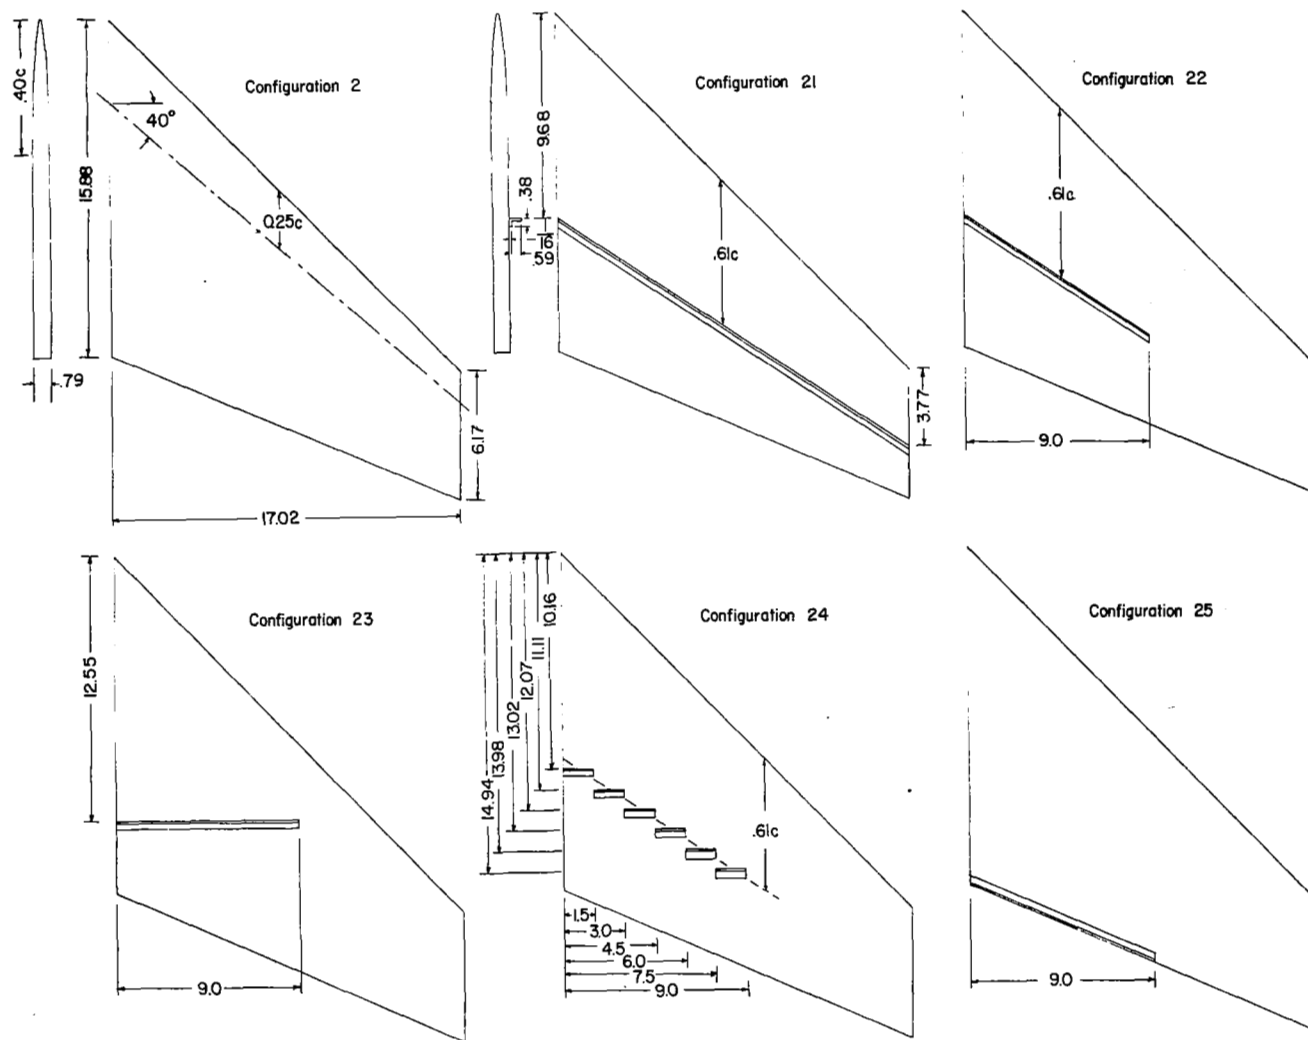 Configuration 2
.40c
40°
15.88
0.25c
.79
6.17
17.02
Configuration 21
9.68
.38
.16
.59
.61c
3.77
Configuration 22
.61c
9.0
Configuration 23
12.55
9.0
Configuration 24
10.16
11.11
12.07
13.02
13.98
14.94
.61c
1.5
3.0
4.5
6.0
7.5
9.0
Configuration 25
9.0